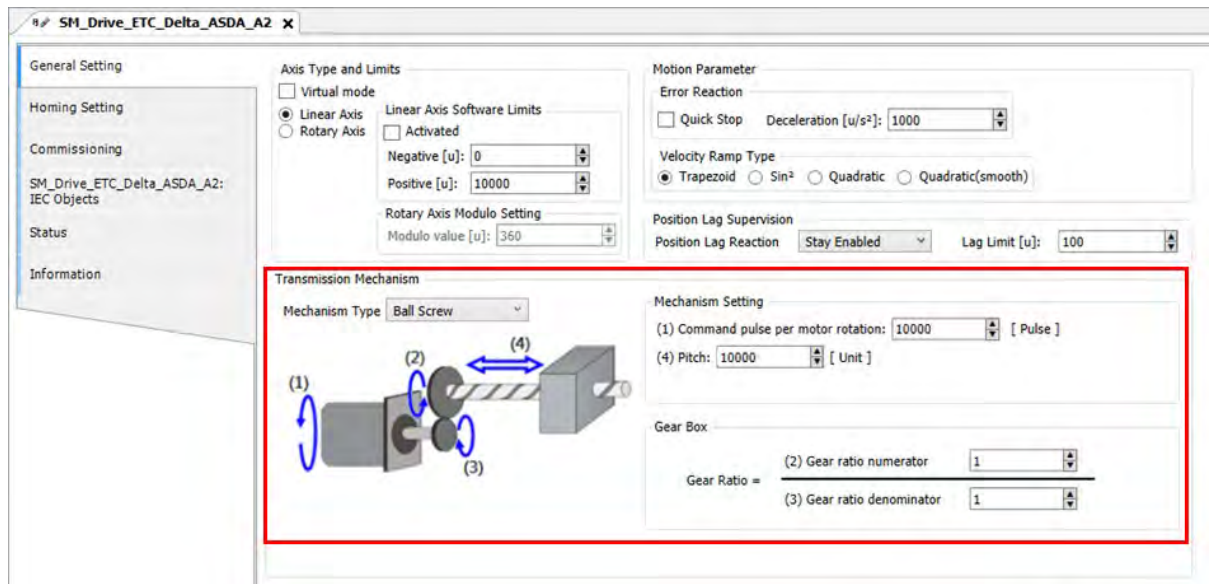 SM_Drive_ETC_Delta_ASDA_A2 X
General Setting
Homing Setting
Commissioning
SM_Drive_ETC_Delta_ASDA_A2:
IEC Objects
Status
Information
Axis Type and Limits
Virtual mode
Linear Axis
Rotary Axis
Linear Axis Software Limits
Activated
Negative [u]: 0
Positive [u]: 10000
Rotary Axis Modulo Setting
Modulo value [u]: 360
Motion Parameter
Error Reaction
Quick Stop Deceleration [u/s²]: 1000
Velocity Ramp Type
Trapezoid Sin² Quadratic Quadratic(smooth)
Position Lag Supervision
Position Lag Reaction Stay Enabled Lag Limit [u]: 100
Transmission Mechanism
Mechanism Type Ball Screw
(1)
(2)
(4)
(3)
Mechanism Setting
(1) Command pulse per motor rotation: 10000 [ Pulse ]
(4) Pitch: 10000 [ Unit ]
Gear Box
Gear Ratio =
(2) Gear ratio numerator 1
(3) Gear ratio denominator 1